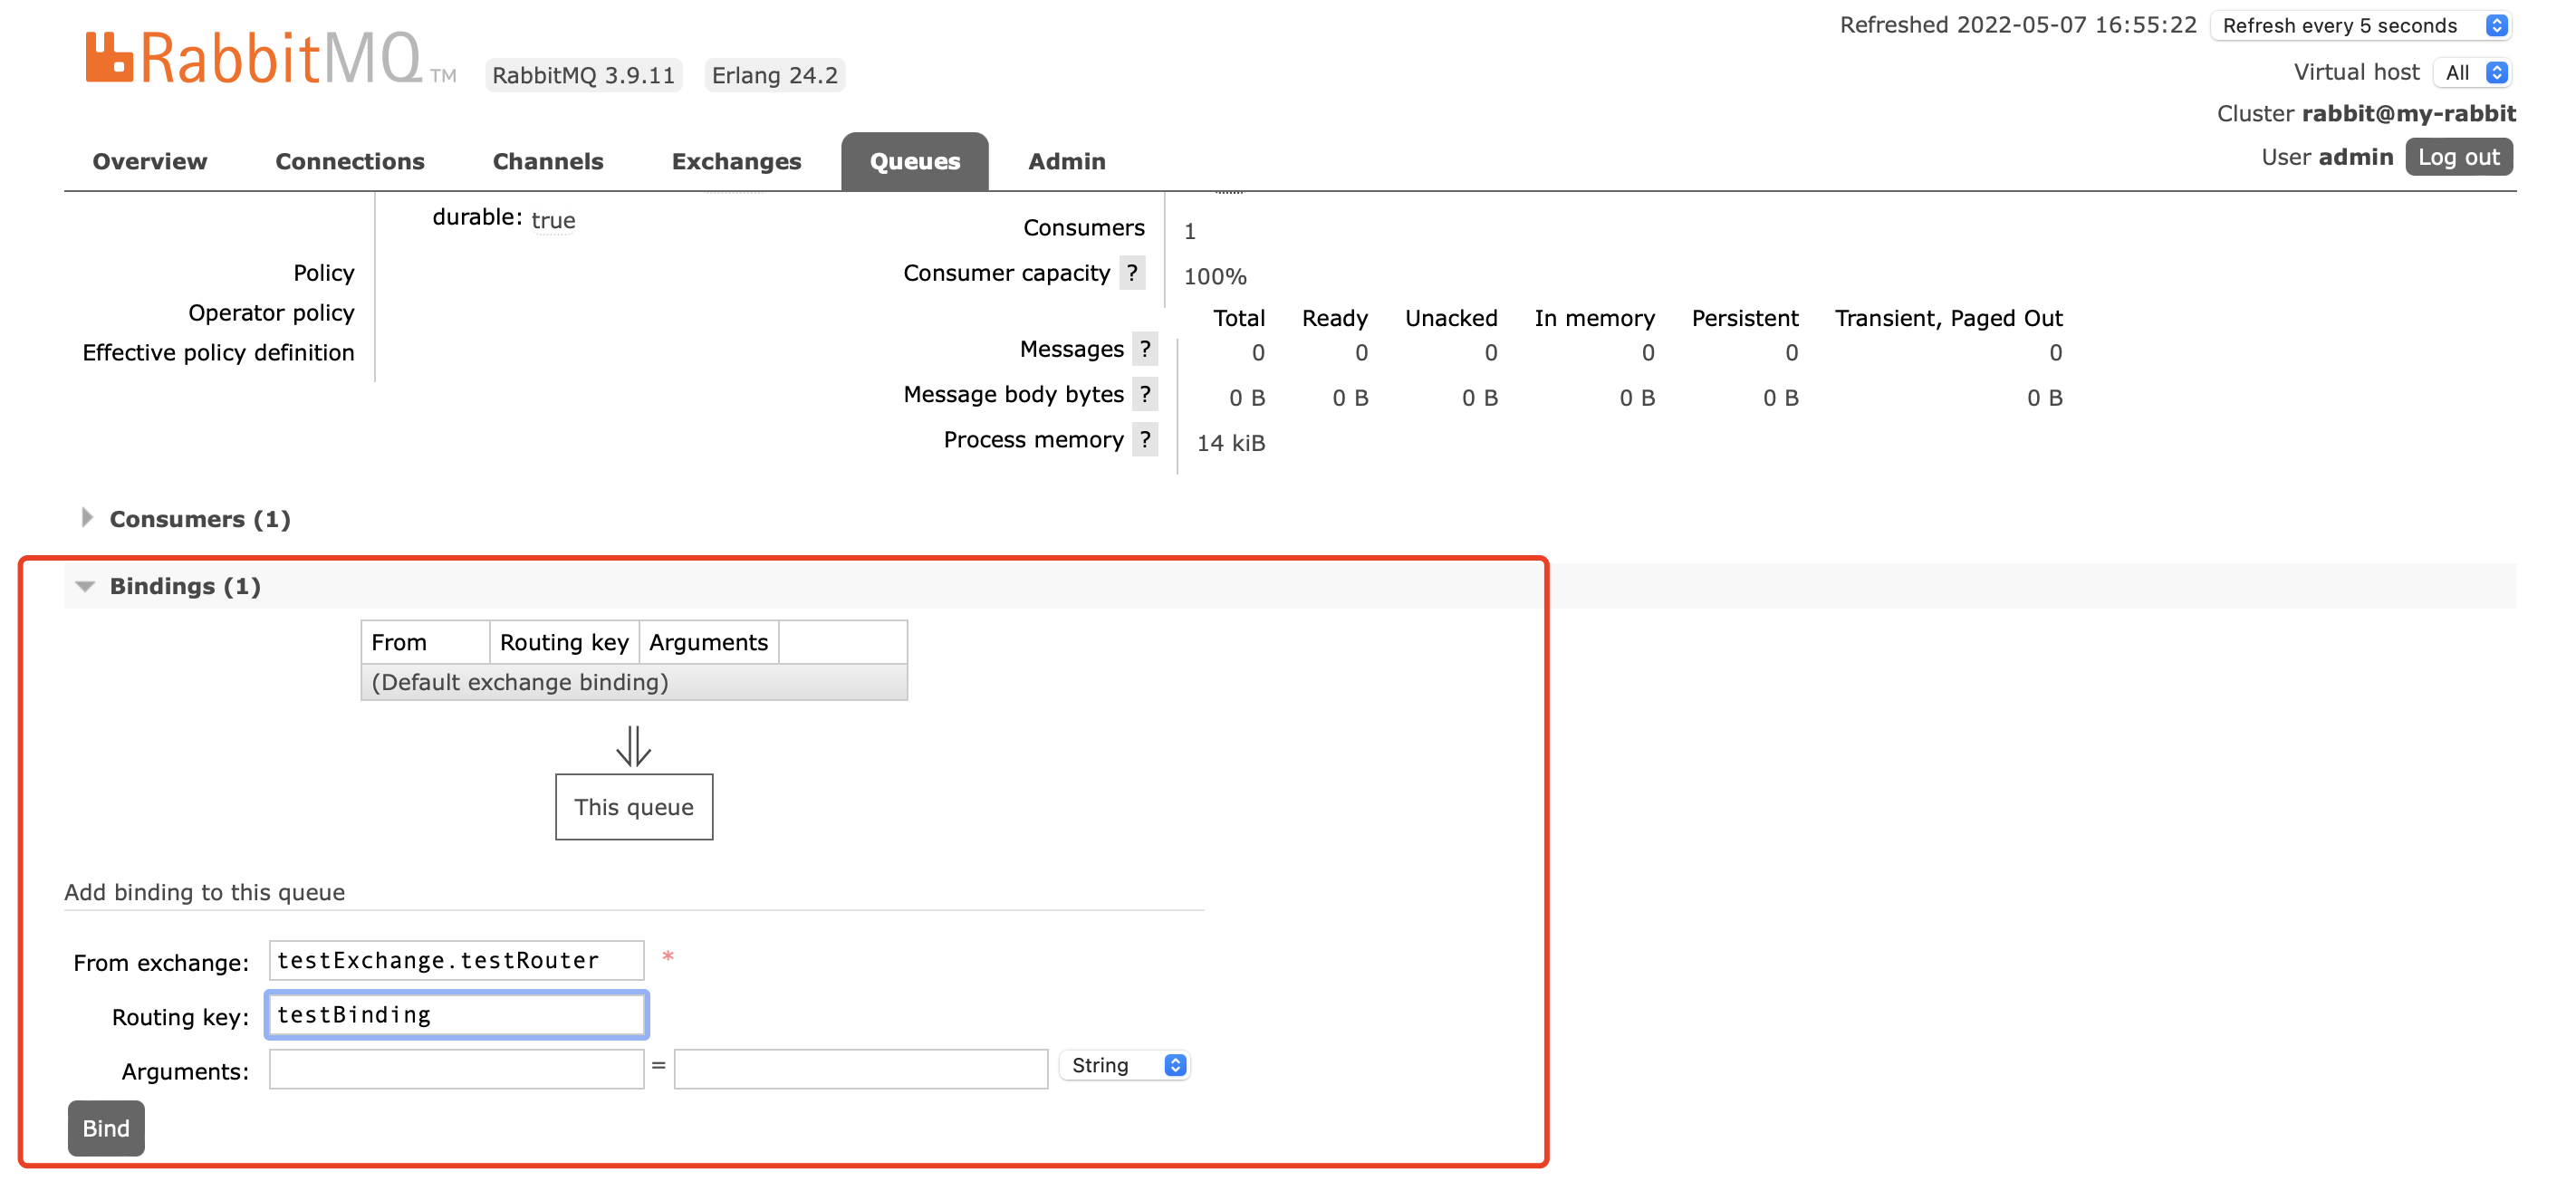 Refreshed 2022-05-07 16:55:22 Refresh every 5 seconds
RabbitMQ TM RabbitMQ 3.9.11 Erlang 24.2
Virtual host All
Cluster rabbit@my-rabbit
User admin Log out
Overview Connections Channels Exchanges Queues Admin
durable: true
Policy
Operator policy
Effective policy definition
Consumers 1
Consumer capacity ? 100%
Total Ready Unacked In memory Persistent Transient, Paged Out
Messages ? 0 0 0 0 0 0
Message body bytes ? 0 B 0 B 0 B 0 B 0 B 0 B
Process memory ? 14 kiB
Consumers (1)
Bindings (1)
From Routing key Arguments
(Default exchange binding)
⇓
This queue
Add binding to this queue
From exchange: testExchange.testRouter *
Routing key: testBinding
Arguments: = String
Bind